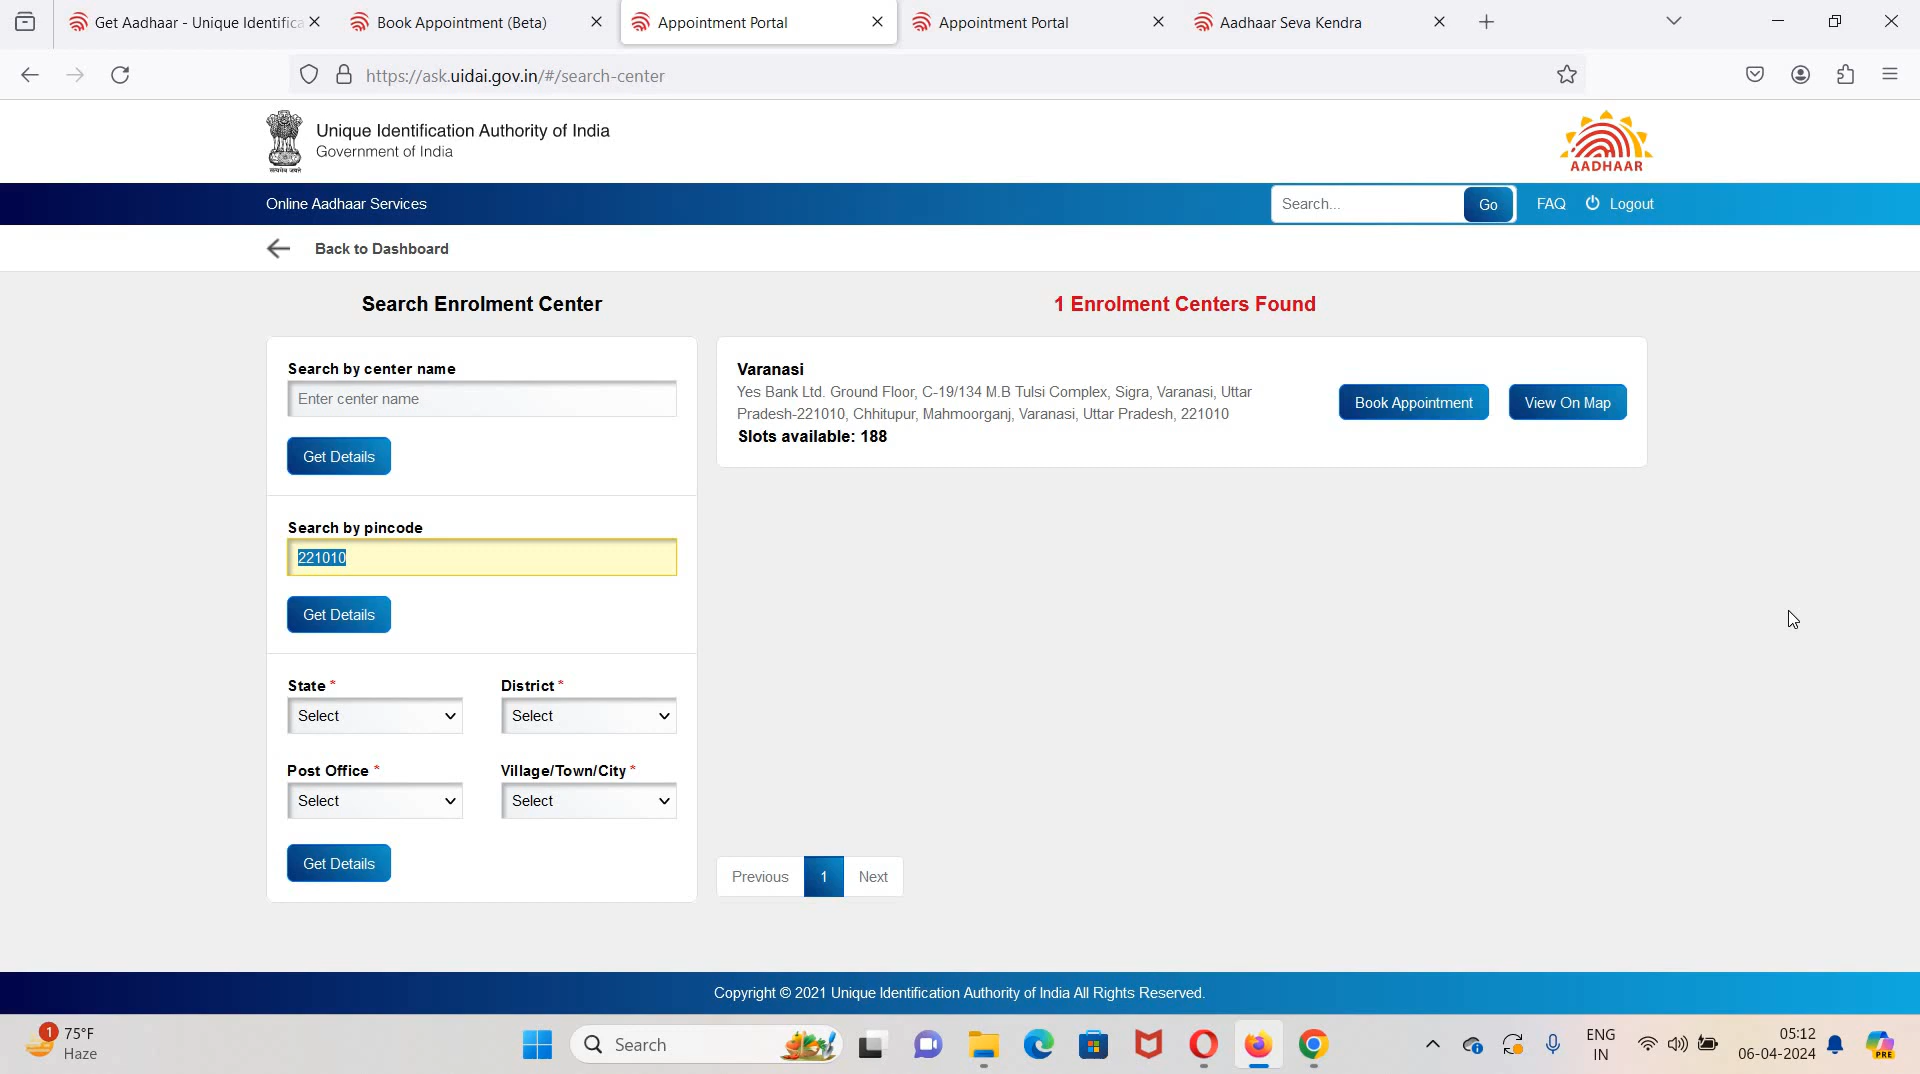 Get Aadhaar - Unique Identifica
Book Appointment (Beta)
Appointment Portal
Appointment Portal
Aadhaar Seva Kendra
https://ask.uidai.gov.in/#/search-center
सत्यमेव जयते
Unique Identification Authority of India
Government of India
AADHAAR
Online Aadhaar Services
Search...
Go
FAQ
Logout
Back to Dashboard
Search Enrolment Center
1 Enrolment Centers Found
Search by center name
Enter center name
Get Details
Search by pincode
221010
Get Details
State *
District *
Select
Select
Post Office *
Village/Town/City *
Select
Select
Get Details
Varanasi
Yes Bank Ltd. Ground Floor, C-19/134 M.B Tulsi Complex, Sigra, Varanasi, Uttar
Pradesh-221010, Chhitupur, Mahmoorganj, Varanasi, Uttar Pradesh, 221010
Slots available: 188
Book Appointment
View On Map
Previous
1
Next
Copyright © 2021 Unique Identification Authority of India All Rights Reserved.
1
75°F
Haze
Search
ENG
IN
05:12
06-04-2024
PRE